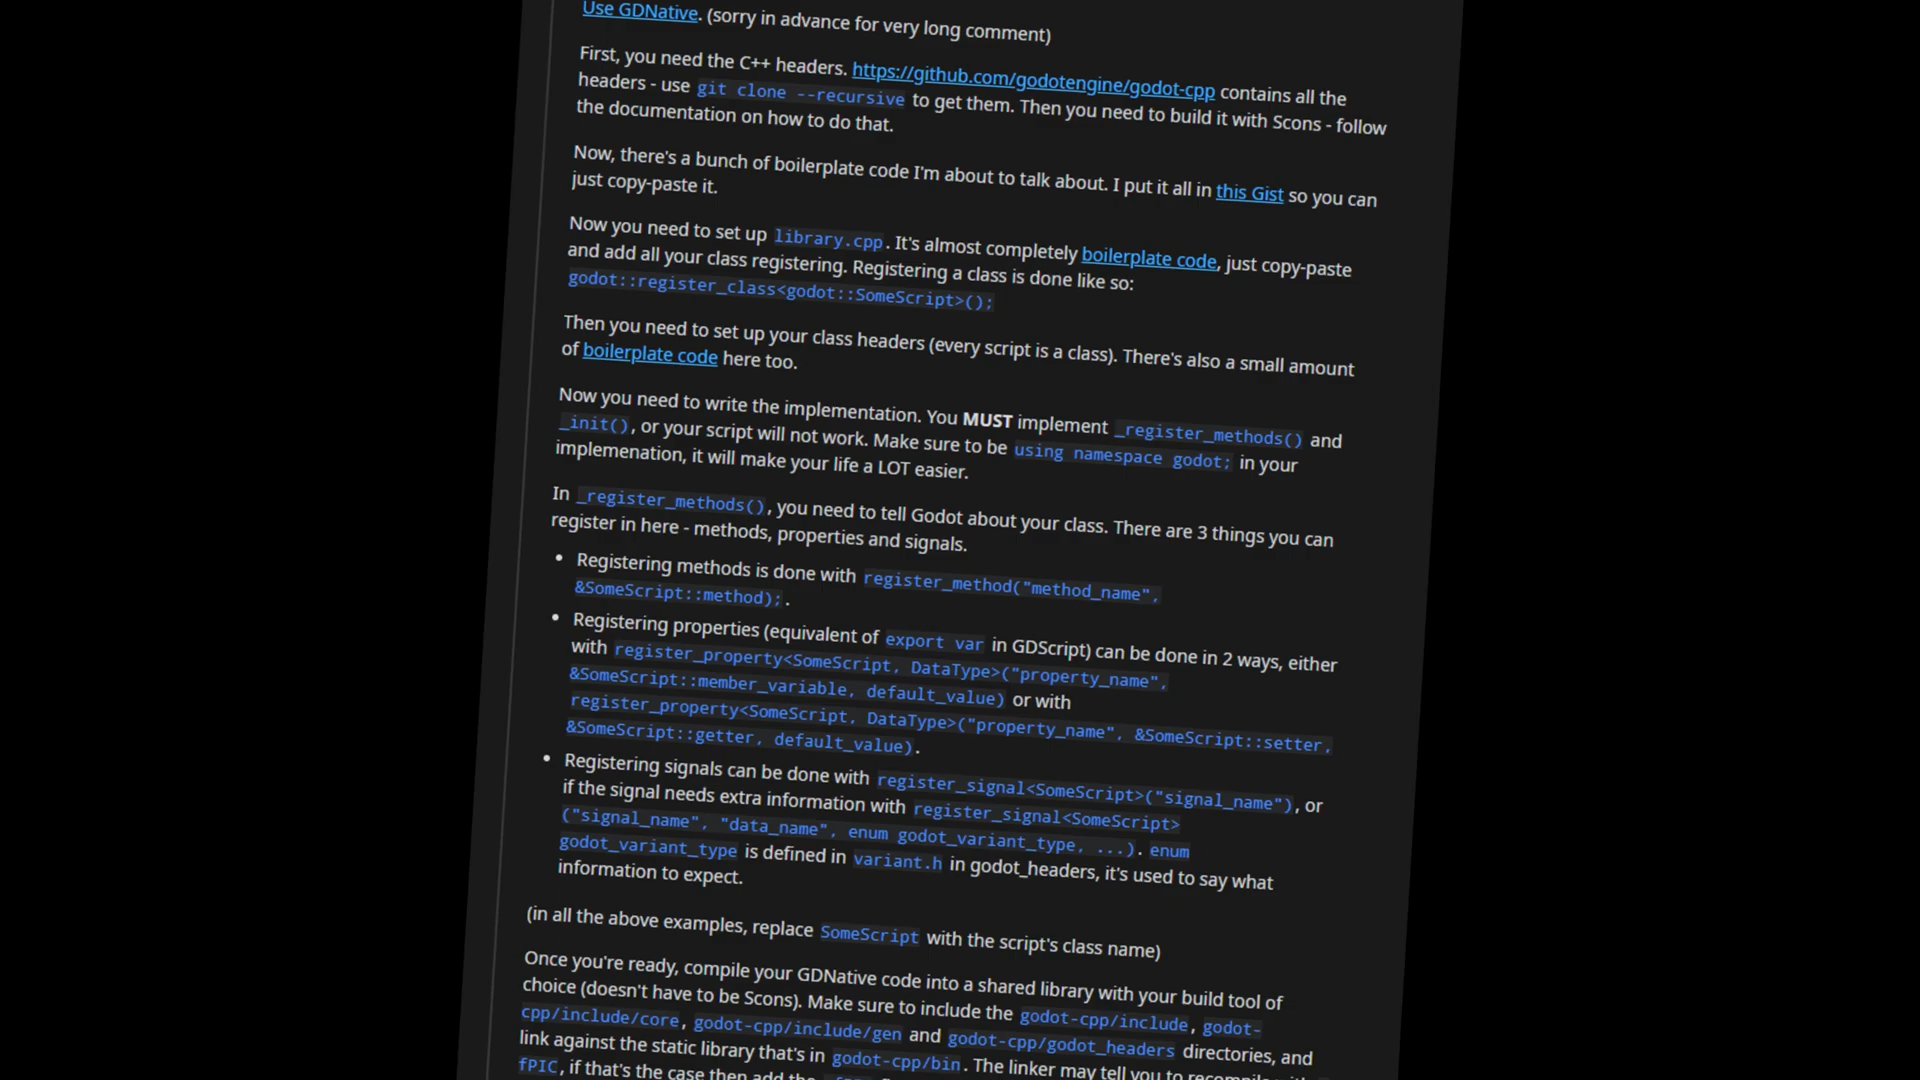 Use GDNative. (sorry in advance for very long comment)
First, you need the C++ headers. https://github.com/godotengine/godot-cpp contains all the
headers - use git clone --recursive to get them. Then you need to build it with Scons - follow
the documentation on how to do that.
Now, there's a bunch of boilerplate code I'm about to talk about. I put it all in this Gist so you can
just copy-paste it.
Now you need to set up library.cpp. It's almost completely boilerplate code, just copy-paste
and add all your class registering. Registering a class is done like so:
godot::register_class<godot::SomeScript>();
Then you need to set up your class headers (every script is a class). There's also a small amount
of boilerplate code here too.
Now you need to write the implementation. You MUST implement _register_methods() and
_init(), or your script will not work. Make sure to be using namespace godot; in your
implemenation, it will make your life a LOT easier.
In _register_methods(), you need to tell Godot about your class. There are 3 things you can
register in here - methods, properties and signals.
• Registering methods is done with register_method("method_name",
&SomeScript::method);.
• Registering properties (equivalent of export var in GDScript) can be done in 2 ways, either
with register_property<SomeScript, DataType>("property_name",
&SomeScript::member_variable, default_value) or with
register_property<SomeScript, DataType>("property_name", &SomeScript::setter,
&SomeScript::getter, default_value).
• Registering signals can be done with register_signal<SomeScript>("signal_name"), or
if the signal needs extra information with register_signal<SomeScript>
("signal_name", "data_name", enum godot_variant_type, ...). enum
godot_variant_type is defined in variant.h in godot_headers, it's used to say what
information to expect.
(in all the above examples, replace SomeScript with the script's class name)
Once you're ready, compile your GDNative code into a shared library with your build tool of
choice (doesn't have to be Scons). Make sure to include the godot-cpp/include, godot-
cpp/include/core, godot-cpp/include/gen and godot-cpp/godot_headers directories, and
link against the static library that's in godot-cpp/bin. The linker may tell you to recompile with
fPIC, if that's the case then add the